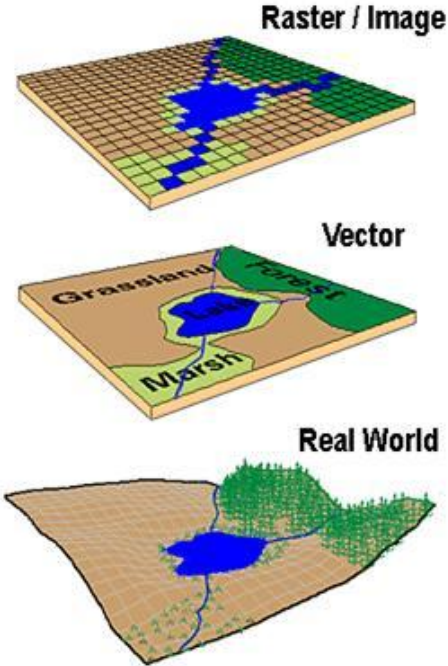 Raster / Image
Vector
Grassland
Forest
Lake
Marsh
Real World